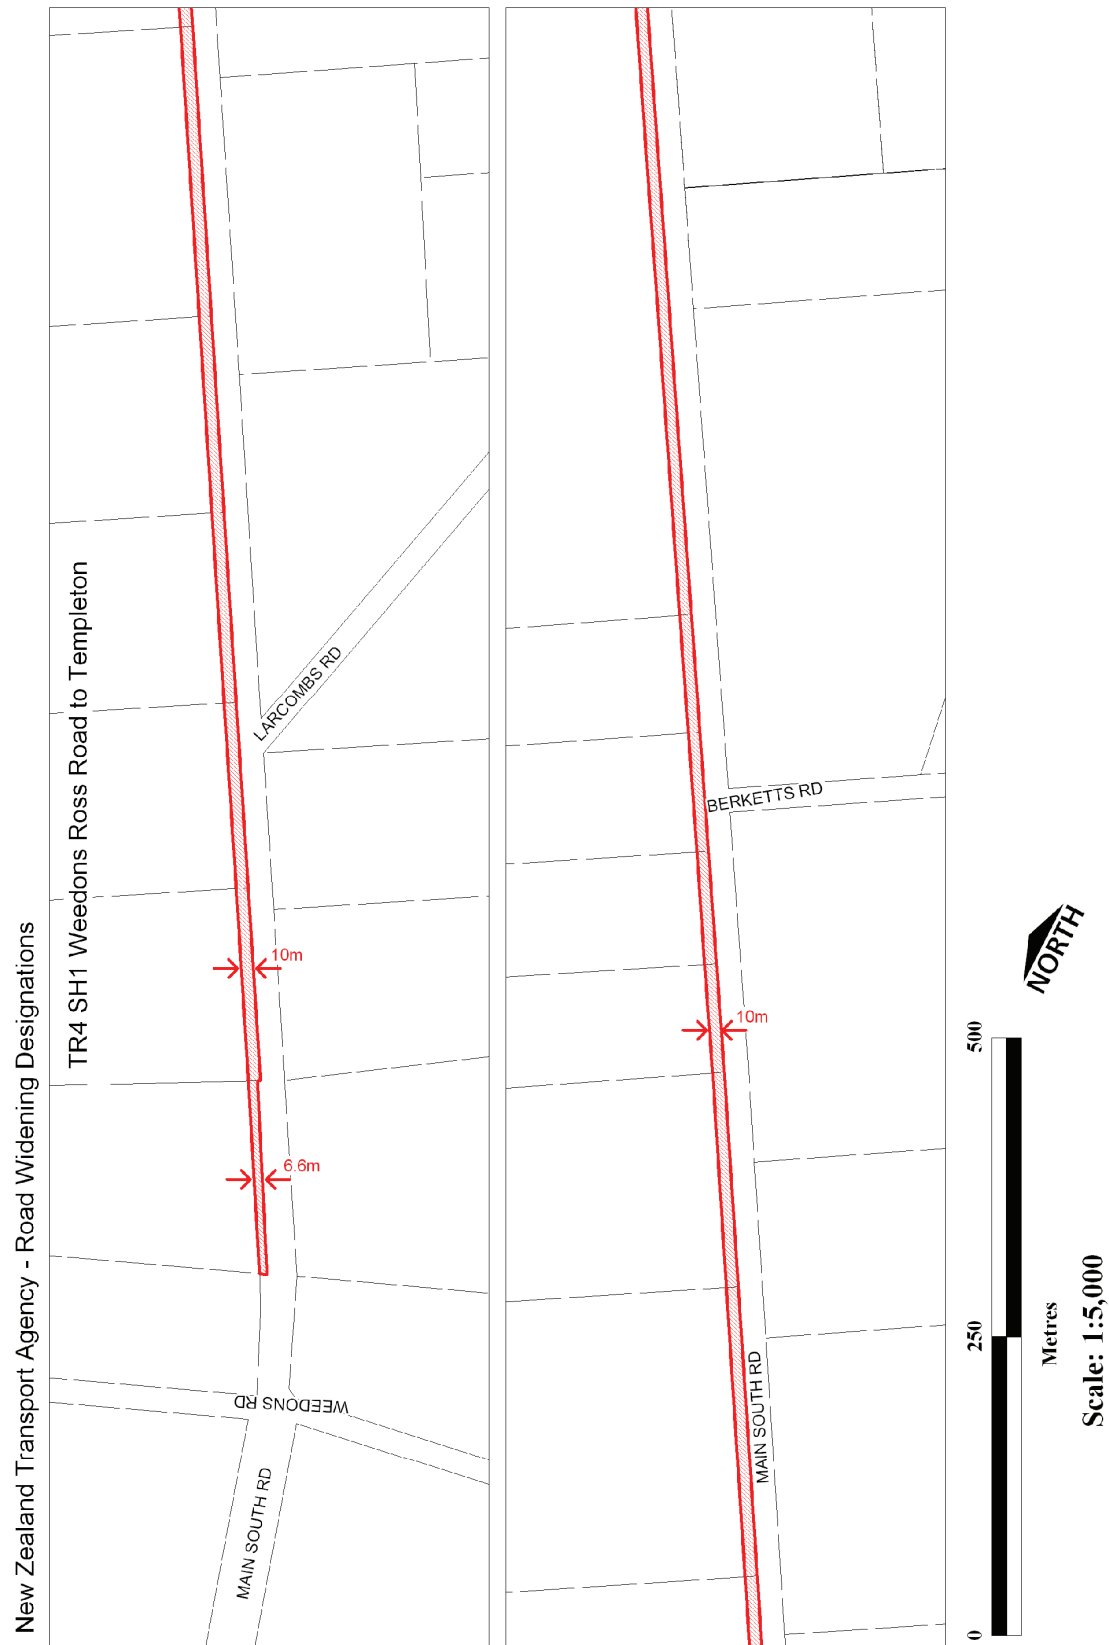 New Zealand Transport Agency - Road Widening Designations
TR4 SH1 Weedons Ross Road to Templeton
LARCOMBS RD
10m
6.6m
WEEDONS RD
MAIN SOUTH RD
BERKETTS RD
10m
MAIN SOUTH RD
NORTH
0 250 500
Metres
Scale: 1:5,000